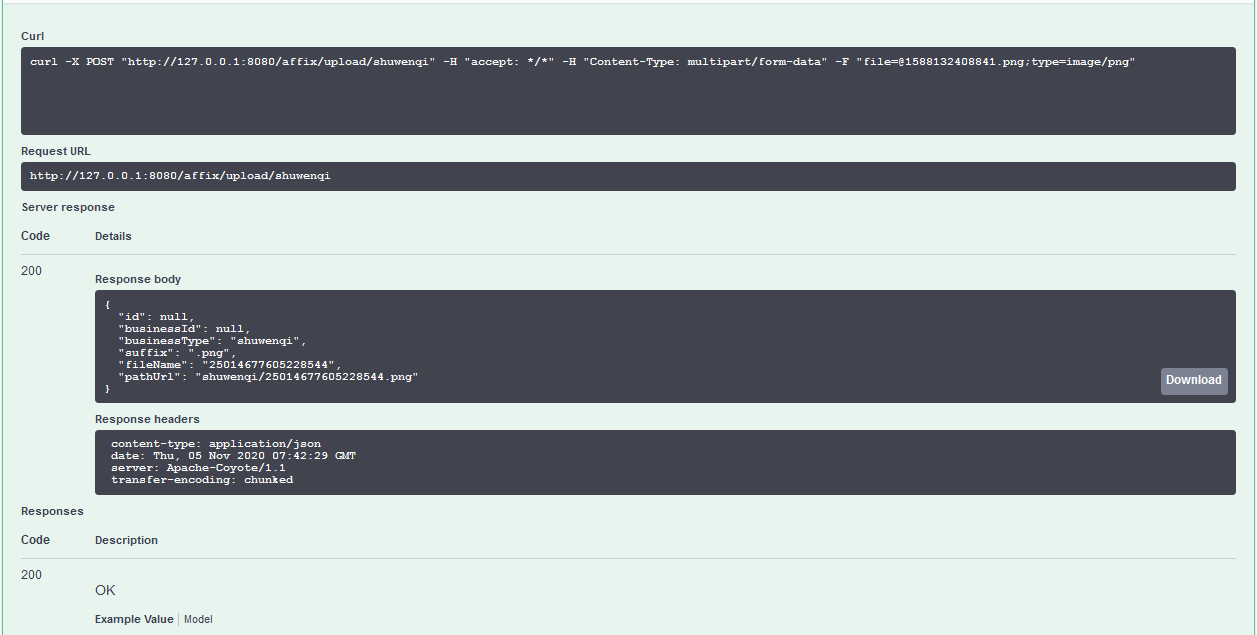 Curl
curl -X POST "http://127.0.0.1:8080/affix/upload/shuwenqi" -H "accept: */*" -H "Content-Type: multipart/form-data" -F "file=@1588132408841.png;type=image/png"
Request URL
http://127.0.0.1:8080/affix/upload/shuwenqi
Server response
Code Details
200
Response body
{
  "id": null,
  "businessId": null,
  "businessType": "shuwenqi",
  "suffix": ".png",
  "fileName": "25014677605228544",
  "pathUrl": "shuwenqi/25014677605228544.png"
}
Download
Response headers
content-type: application/json
date: Thu, 05 Nov 2020 07:42:29 GMT
server: Apache-Coyote/1.1
transfer-encoding: chunked
Responses
Code Description
200
OK
Example Value Model